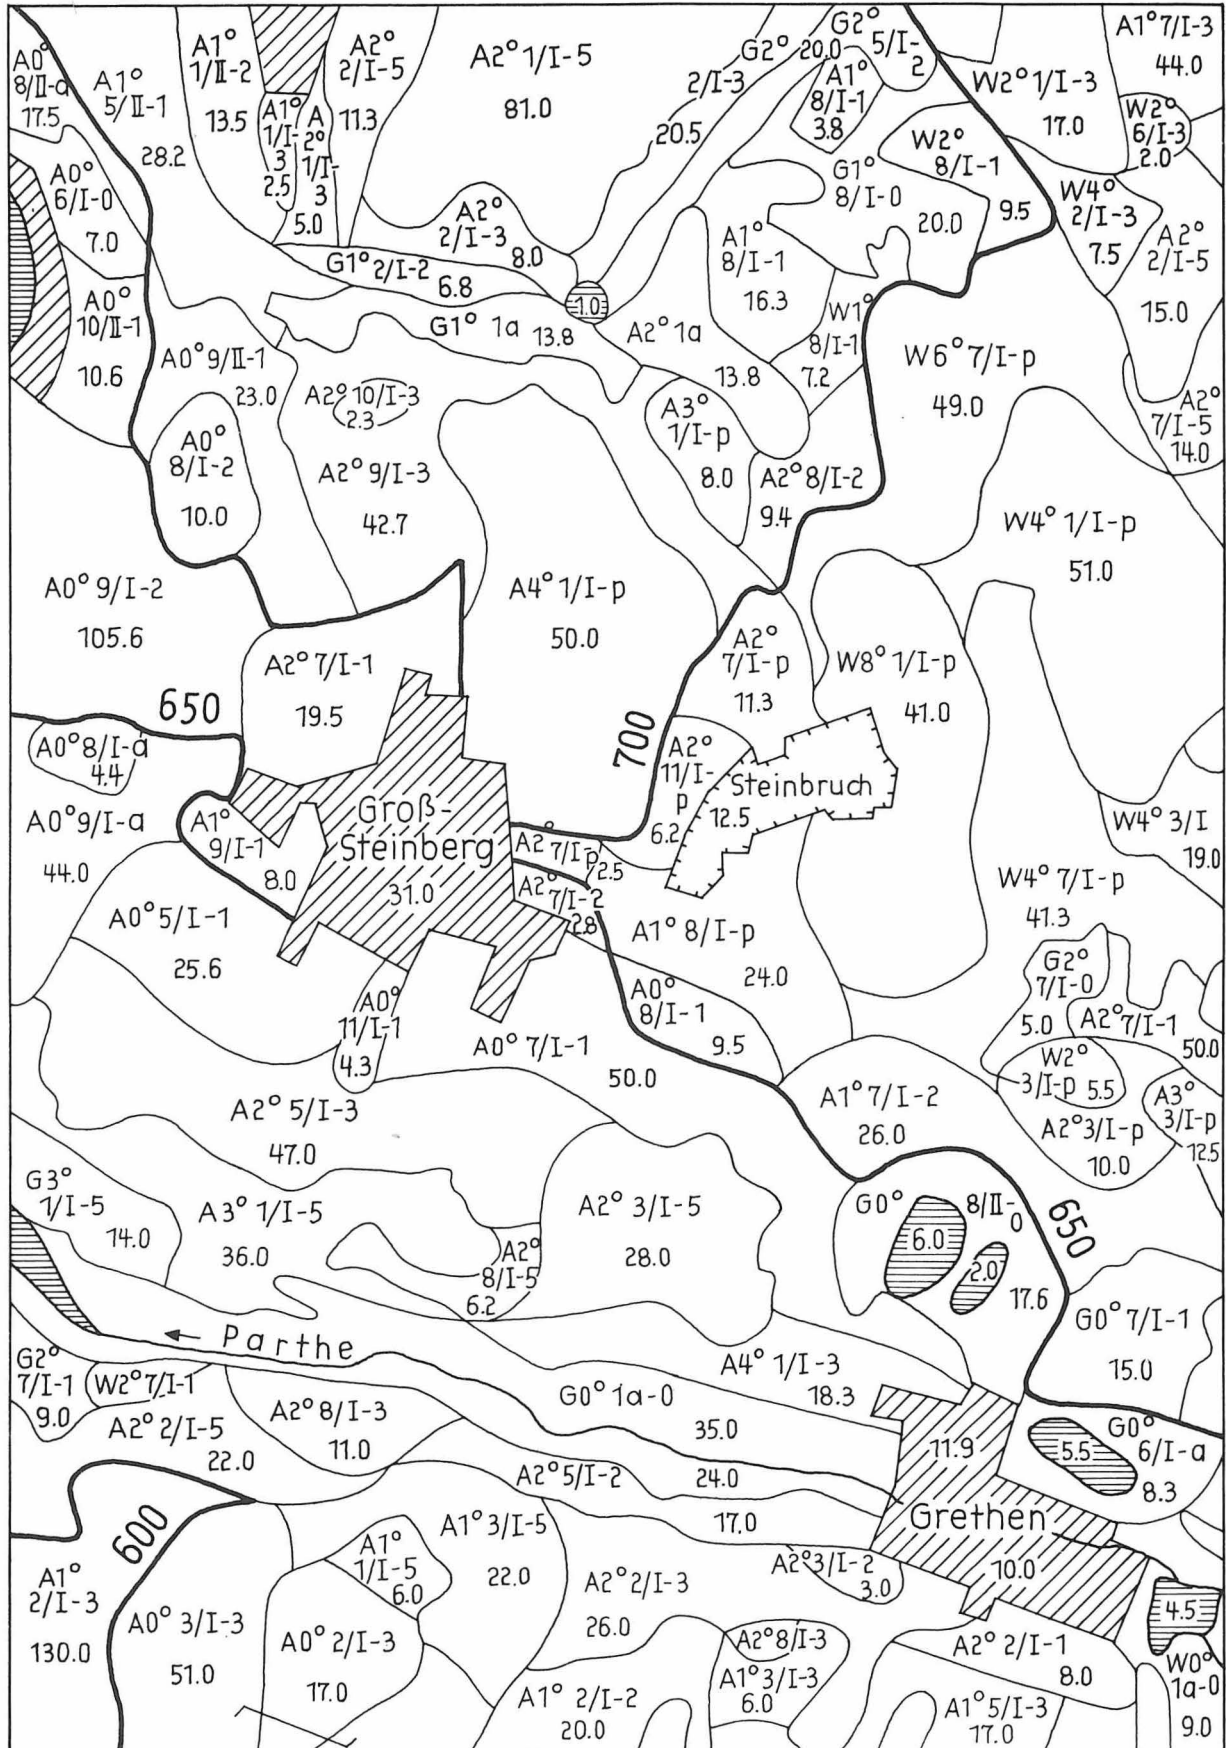 A0°
8/II-a
17.5
A1°
5/II-1
28.2
A1°
1/II-2
13.5
A1°
1/I-
3
2.5
A
2°
1/I-
3
5.0
A2°
2/I-5
11.3
A2° 1/I-5
81.0
G2°
2/I-3
20.5
20.0
G2°
5/I-
2
A1°
8/I-1
3.8
W2° 1/I-3
17.0
A1° 7/I-3
44.0
W2°
6/I-3
2.0
A0°
6/I-0
7.0
A2°
2/I-3
8.0
G1°
8/I-0
20.0
W2°
8/I-1
9.5
W4°
2/I-3
7.5
A2°
2/I-5
15.0
G1° 2/I-2
6.8
1.0
A1°
8/I-1
16.3
A0°
10/II-1
10.6
G1° 1a
13.8
A2° 1a
13.8
W1°
8/I-1
7.2
W6° 7/I-p
49.0
A0° 9/II-1
23.0
A2° 10/I-3
2.3
A3°
1/I-p
8.0
A2°
7/I-5
14.0
A0°
8/I-2
10.0
A2° 9/I-3
42.7
A2° 8/I-2
9.4
W4° 1/I-p
51.0
A0° 9/I-2
105.6
A4° 1/I-p
50.0
A2° 7/I-1
19.5
A2°
7/I-p
11.3
W8° 1/I-p
41.0
650
700
A0° 8/I-a
4.4
A2°
11/I-
p
6.2
Steinbruch
12.5
A0° 9/I-a
44.0
A1°
9/I-1
8.0
Groß-
Steinberg
31.0
A2° 7/I p
2.5
A2°
7/I-2
2.8
W4° 3/I
19.0
W4° 7/I-p
41.3
A0° 5/I-1
25.6
A1° 8/I-p
24.0
G2°
7/I-0
5.0
A0°
11/I-1
4.3
A0°
8/I-1
9.5
A2° 7/I-1
50.0
A0° 7/I-1
50.0
W2°
3/I-p
5.5
A2° 5/I-3
47.0
A1° 7/I-2
26.0
A2° 3/I-p
10.0
A3°
3/I-p
12.5
G3°
1/I-5
14.0
A3° 1/I-5
36.0
A2° 3/I-5
28.0
G0°
8/II-
0
17.6
6.0
2.0
650
A2°
8/I-5
6.2
G0° 7/I-1
15.0
← Parthe
G2°
7/I-1
9.0
W2° 7/I-1
A4° 1/I-3
18.3
G0° 1a-0
35.0
A2° 2/I-5
22.0
A2° 8/I-3
11.0
11.9
5.5
G0°
6/I-a
8.3
A2° 5/I-2
24.0
17.0
Grethen
10.0
600
A1°
2/I-3
130.0
A1°
1/I-5
6.0
A1° 3/I-5
22.0
A2° 2/I-3
26.0
A2° 3/I-2
3.0
4.5
A0° 3/I-3
51.0
A0° 2/I-3
17.0
A2° 8/I-3
A1° 3/I-3
6.0
A2° 2/I-1
8.0
W0°
1a-0
9.0
A1° 2/I-2
20.0
A1° 5/I-3
17.0